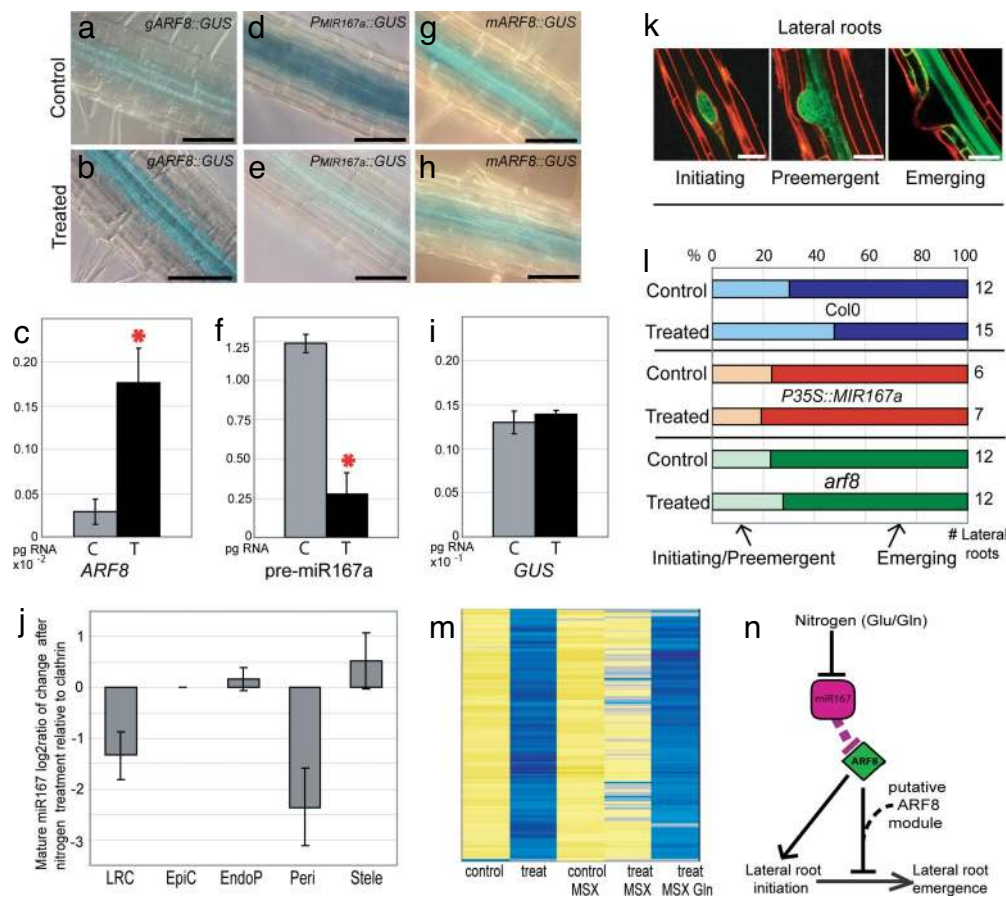 a
gARF8::GUS
d
PMIR167a::GUS
g
mARF8::GUS
Control
b
gARF8::GUS
e
PMIR167a::GUS
h
mARF8::GUS
Treated
k
Lateral roots
Initiating
Preemergent
Emerging
c
0.20
0.15
0.10
0.05
0
*
pg RNA
x10 -2
C
T
ARF8
f
1.25
1.00
0.75
0.50
0.25
0
*
pg RNA
C
T
pre-miR167a
i
0.20
0.15
0.10
0.05
0
pg RNA
x10 -1
C
T
GUS
l
%
0 20 40 60 80 100
Control
12
Col0
Treated
15
Control
6
P35S::MIR167a
Treated
7
Control
12
arf8
Treated
12
# Lateral
roots
Initiating/Preemergent
Emerging
j
Mature miR167 log2ratio of change after
nitrogen treatment relative to clathrin
1
0
-1
-2
-3
LRC EpiC EndoP Peri Stele
m
control
treat
control
MSX
treat
MSX
treat
MSX Gln
n
Nitrogen (Glu/Gln)
miR167
ARF8
putative
ARF8
module
Lateral root
initiation
Lateral root
emergence